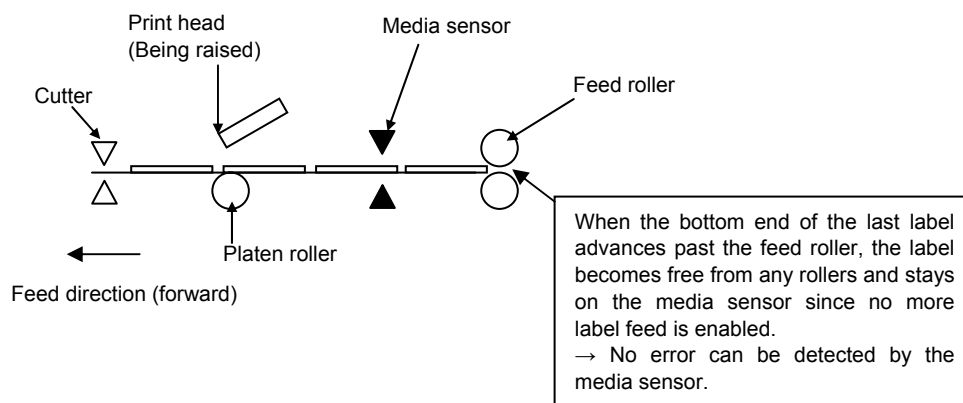 Print head
(Being raised)
Media sensor
Cutter
Feed roller
Platen roller
Feed direction (forward)
When the bottom end of the last label
advances past the feed roller, the label
becomes free from any rollers and stays
on the media sensor since no more
label feed is enabled.
→ No error can be detected by the
media sensor.